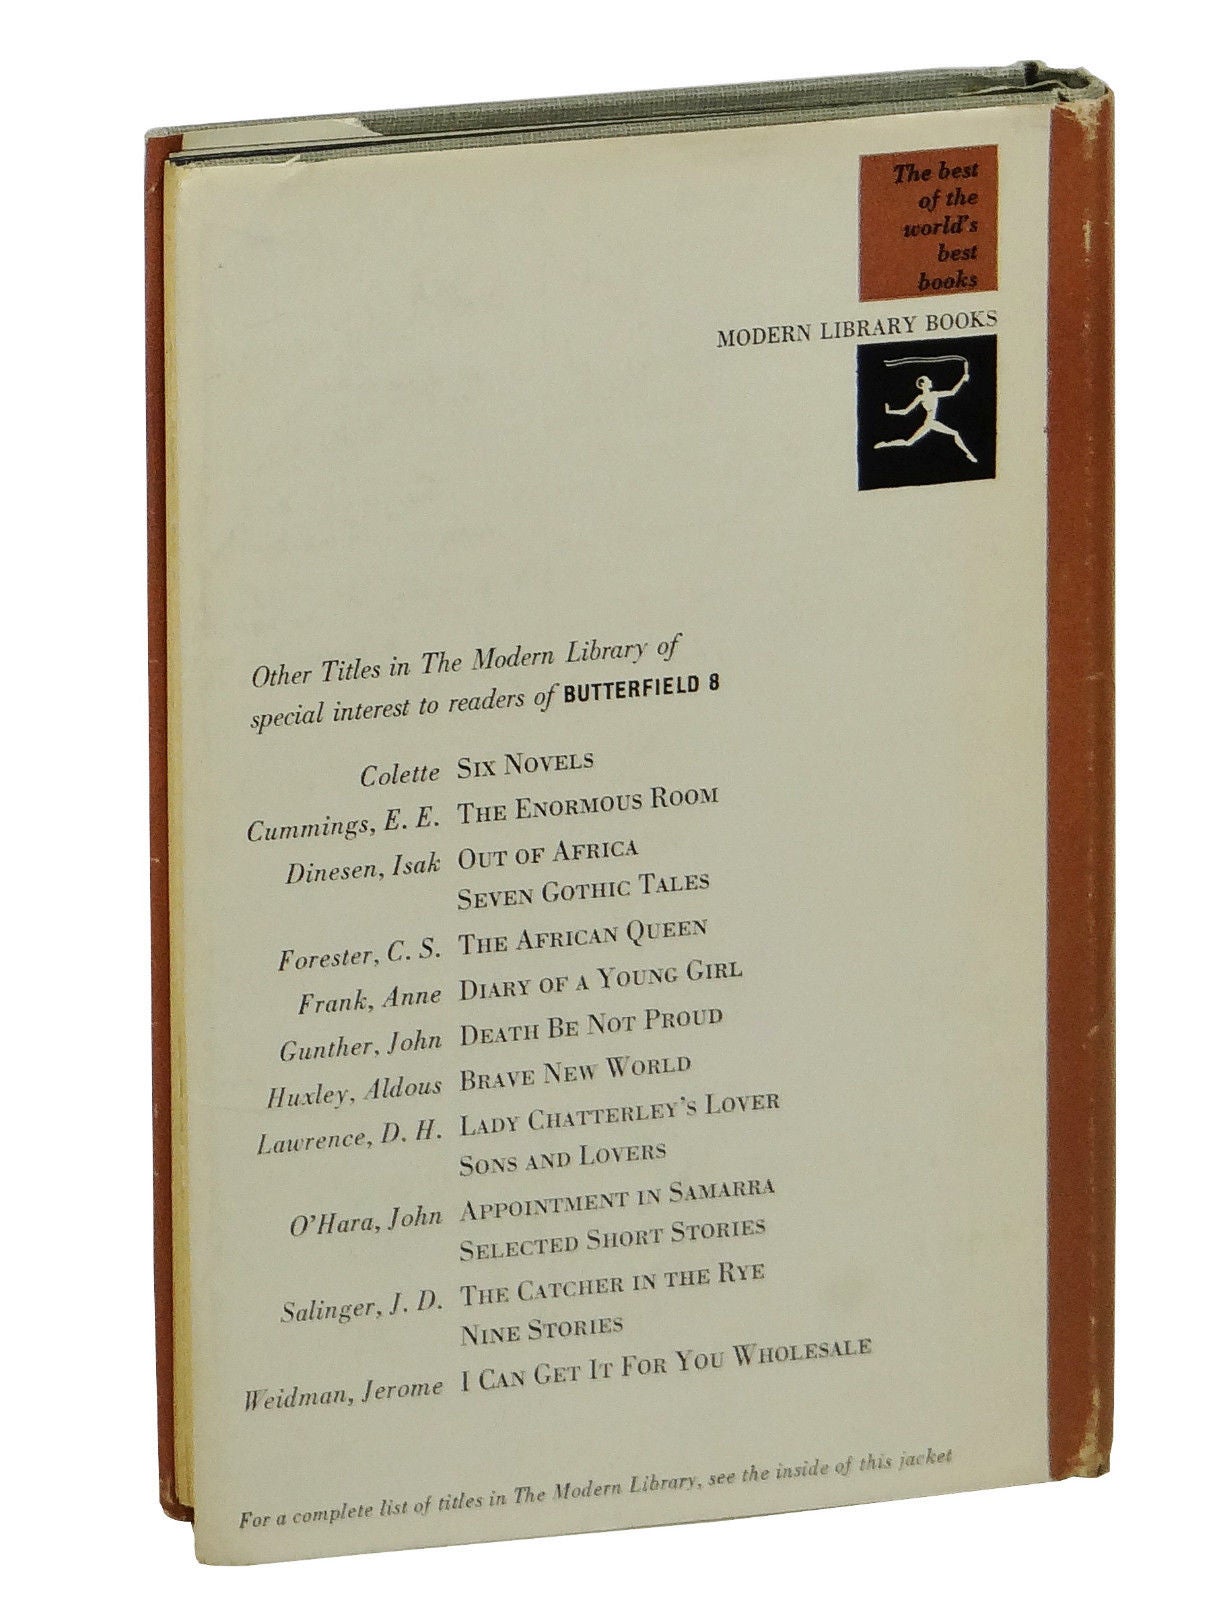 The best
of the
world's
best
books
MODERN LIBRARY BOOKS
Other Titles in The Modern Library of
special interest to readers of BUTTERFIELD 8
Colette SIX NOVELS
Cummings, E. E. THE ENORMOUS ROOM
Dinesen, Isak OUT OF AFRICA
SEVEN GOTHIC TALES
Forester, C. S. THE AFRICAN QUEEN
Frank, Anne DIARY OF A YOUNG GIRL
Gunther, John DEATH BE NOT PROUD
Huxley, Aldous BRAVE NEW WORLD
Lawrence, D. H. LADY CHATTERLEY'S LOVER
SONS AND LOVERS
O'Hara, John APPOINTMENT IN SAMARRA
SELECTED SHORT STORIES
Salinger, J. D. THE CATCHER IN THE RYE
NINE STORIES
Weidman, Jerome I CAN GET IT FOR YOU WHOLESALE
For a complete list of titles in The Modern Library, see the inside of this jacket